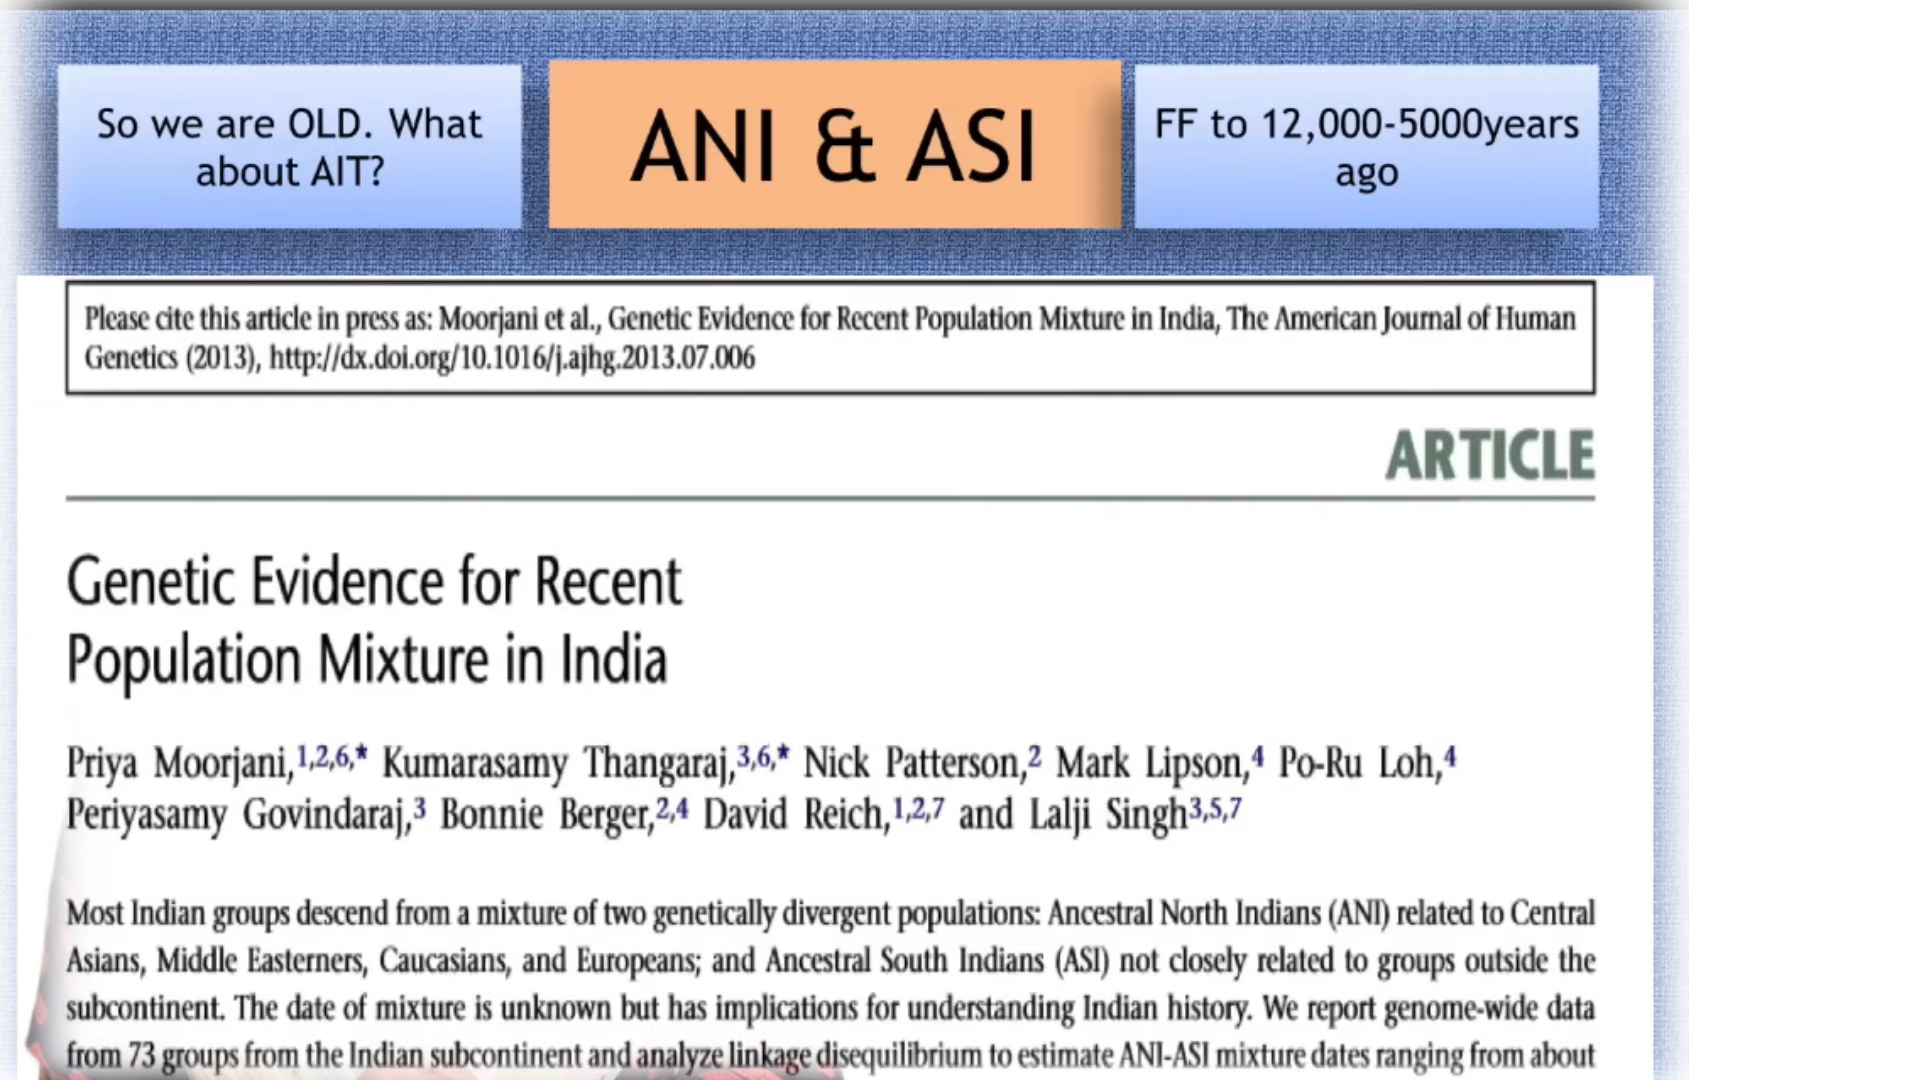 So we are OLD. What
about AIT?
ANI & ASI
FF to 12,000-5000years
ago
Please cite this article in press as: Moorjani et al., Genetic Evidence for Recent Population Mixture in India, The American Journal of Human
Genetics (2013), http://dx.doi.org/10.1016/j.ajhg.2013.07.006
ARTICLE
Genetic Evidence for Recent
Population Mixture in India
Priya Moorjani,1,2,6,* Kumarasamy Thangaraj,3,6,* Nick Patterson,2 Mark Lipson,4 Po-Ru Loh,4
Periyasamy Govindaraj,3 Bonnie Berger,2,4 David Reich,1,2,7 and Lalji Singh3,5,7
Most Indian groups descend from a mixture of two genetically divergent populations: Ancestral North Indians (ANI) related to Central
Asians, Middle Easterners, Caucasians, and Europeans; and Ancestral South Indians (ASI) not closely related to groups outside the
subcontinent. The date of mixture is unknown but has implications for understanding Indian history. We report genome-wide data
from 73 groups from the Indian subcontinent and analyze linkage disequilibrium to estimate ANI-ASI mixture dates ranging from about